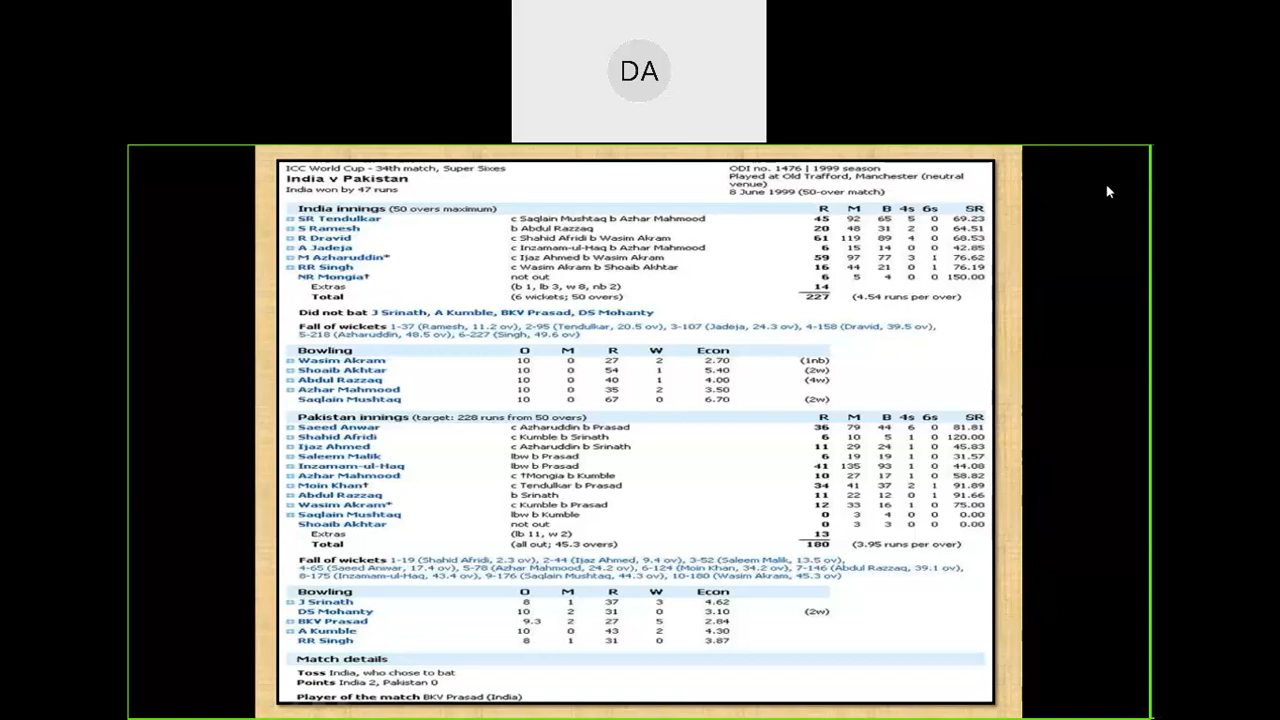 DA
ICC World Cup - 34th match, Super Sixes
ODI no. 1476 | 1999 season
India v Pakistan
Played at Old Trafford, Manchester (neutral
venue)
India won by 47 runs
8 June 1999 (50-over match)
India innings (50 overs maximum) R M B 4s 6s SR
SR Tendulkar c Saqlain Mushtaq b Azhar Mahmood 45 92 65 5 0 69.23
S Ramesh b Abdul Razzaq 20 48 31 2 0 64.51
R Dravid c Shahid Afridi b Wasim Akram 61 119 89 4 0 68.53
A Jadeja c Inzamam-ul-Haq b Azhar Mahmood 6 15 14 0 0 42.85
M Azharuddin* c Ijaz Ahmed b Wasim Akram 59 97 77 3 1 76.62
RR Singh c Wasim Akram b Shoaib Akhtar 16 44 21 0 1 76.19
NR Mongia† not out 6 5 4 0 0 150.00
Extras (b 1, lb 3, w 8, nb 2) 14
Total (6 wickets; 50 overs) 227 (4.54 runs per over)
Did not bat J Srinath, A Kumble, BKV Prasad, DS Mohanty
Fall of wickets 1-37 (Ramesh, 11.2 ov), 2-95 (Tendulkar, 20.5 ov), 3-107 (Jadeja, 24.3 ov), 4-158 (Dravid, 39.5 ov),
5-218 (Azharuddin, 48.5 ov), 6-227 (Singh, 49.6 ov)
Bowling O M R W Econ
Wasim Akram 10 0 27 2 2.70 (1nb)
Shoaib Akhtar 10 0 54 1 5.40 (2w)
Abdul Razzaq 10 0 40 1 4.00 (4w)
Azhar Mahmood 10 0 35 2 3.50
Saqlain Mushtaq 10 0 67 0 6.70 (2w)
Pakistan innings (target: 228 runs from 50 overs) R M B 4s 6s SR
Saeed Anwar c Azharuddin b Prasad 36 79 44 6 0 81.81
Shahid Afridi c Kumble b Srinath 6 10 5 1 0 120.00
Ijaz Ahmed c Azharuddin b Srinath 11 29 24 1 0 45.83
Saleem Malik lbw b Prasad 6 19 19 1 0 31.57
Inzamam-ul-Haq lbw b Prasad 41 135 93 1 0 44.08
Azhar Mahmood c †Mongia b Kumble 10 27 17 1 0 58.82
Moin Khan† c Tendulkar b Prasad 34 41 37 2 1 91.89
Abdul Razzaq b Srinath 11 22 12 0 1 91.66
Wasim Akram* c Kumble b Prasad 12 33 16 1 0 75.00
Saqlain Mushtaq lbw b Kumble 0 3 4 0 0 0.00
Shoaib Akhtar not out 0 3 3 0 0 0.00
Extras (lb 11, w 2) 13
Total (all out; 45.3 overs) 180 (3.95 runs per over)
Fall of wickets 1-19 (Shahid Afridi, 2.3 ov), 2-44 (Ijaz Ahmed, 9.4 ov), 3-52 (Saleem Malik, 13.5 ov),
4-65 (Saeed Anwar, 17.4 ov), 5-78 (Azhar Mahmood, 24.2 ov), 6-124 (Moin Khan, 34.2 ov), 7-146 (Abdul Razzaq, 39.1 ov),
8-175 (Inzamam-ul-Haq, 43.4 ov), 9-176 (Saqlain Mushtaq, 44.3 ov), 10-180 (Wasim Akram, 45.3 ov)
Bowling O M R W Econ
J Srinath 8 1 37 3 4.62
DS Mohanty 10 2 31 0 3.10 (2w)
BKV Prasad 9.3 2 27 5 2.84
A Kumble 10 0 43 2 4.30
RR Singh 8 1 31 0 3.87
Match details
Toss India, who chose to bat
Points India 2, Pakistan 0
Player of the match BKV Prasad (India)